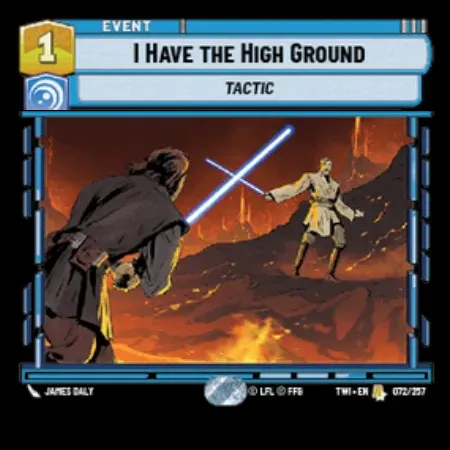 EVENT
1
I HAVE THE HIGH GROUND
TACTIC
JAMES DALY
© LFL © FFG
TWI • EN
072/257